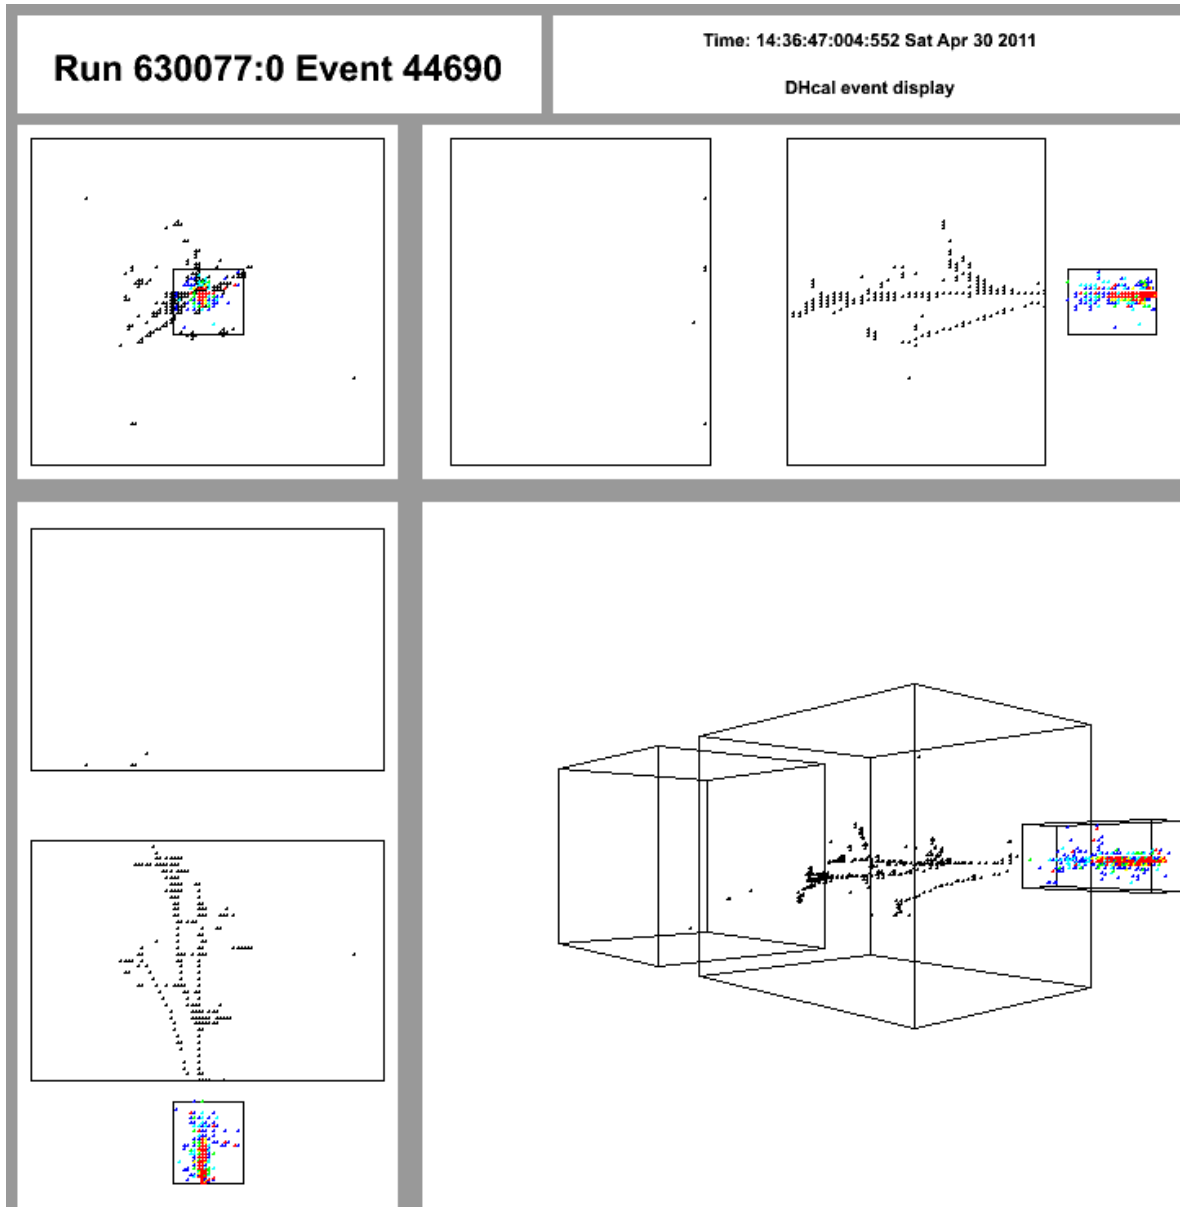 Run 630077:0 Event 44690
Time: 14:36:47:004:552 Sat Apr 30 2011
DHcal event display